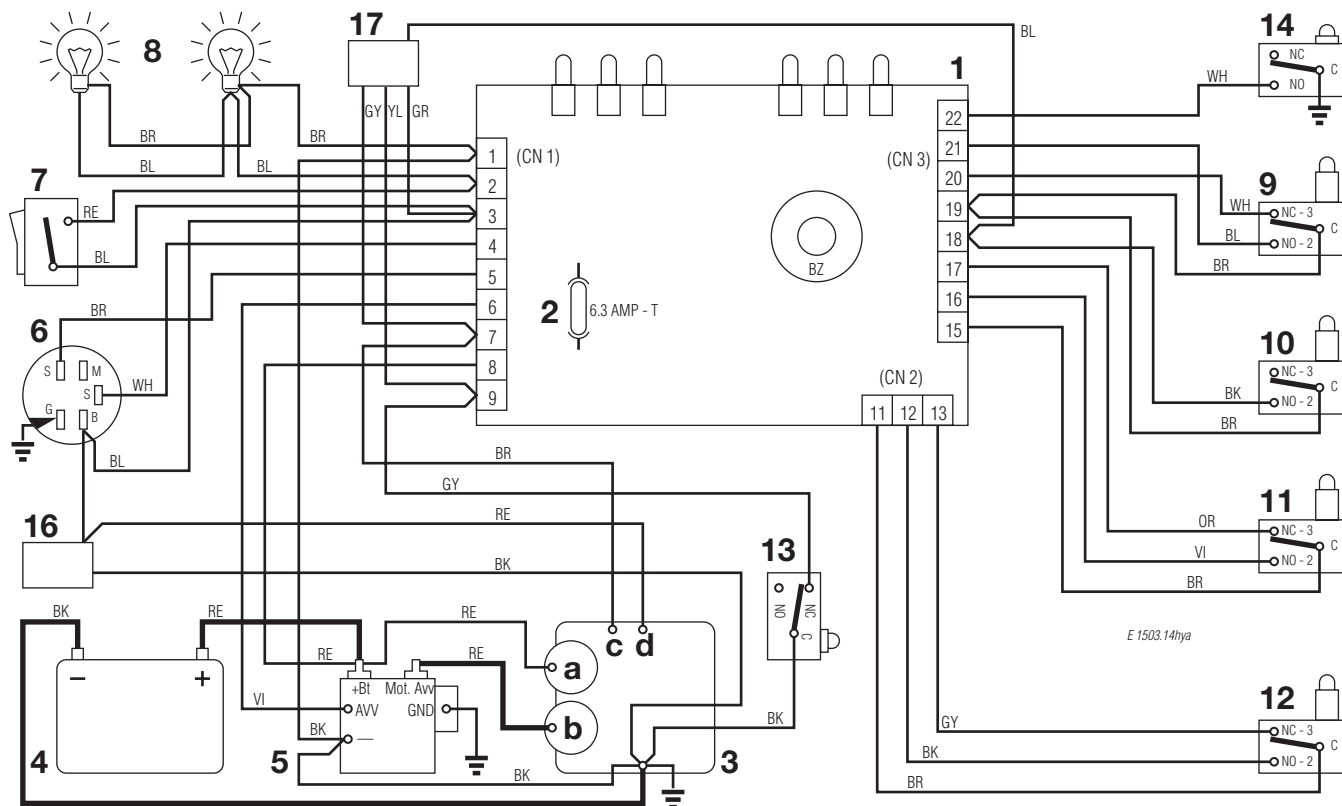 8
17
GY YL GR
BL
1
14
NC
C
NO
WH
BR
BR
BL
BL
(CN 1)
1
2
3
4
5
6
7
8
9
22
21
20
19
18
17
16
15
(CN 3)
7
RE
BL
9
WH
NC - 3
C
BL
NO - 2
BR
BZ
2
6.3 AMP - T
BR
6
S
M
S
WH
G
B
BL
10
NC - 3
C
BK
NO - 2
BR
(CN 2)
11 12 13
BR
GY
16
RE
BK
13
NO
NC
C
11
OR
NC - 3
C
VI
NO - 2
BR
E 1503.14hya
BK
RE
RE
RE
RE
–
+
4
VI
BK
+Bt
Mot. Avv
AVV
GND
—
5
BK
a
b
c
d
3
BK
12
GY
NC - 3
C
BK
NO - 2
BR